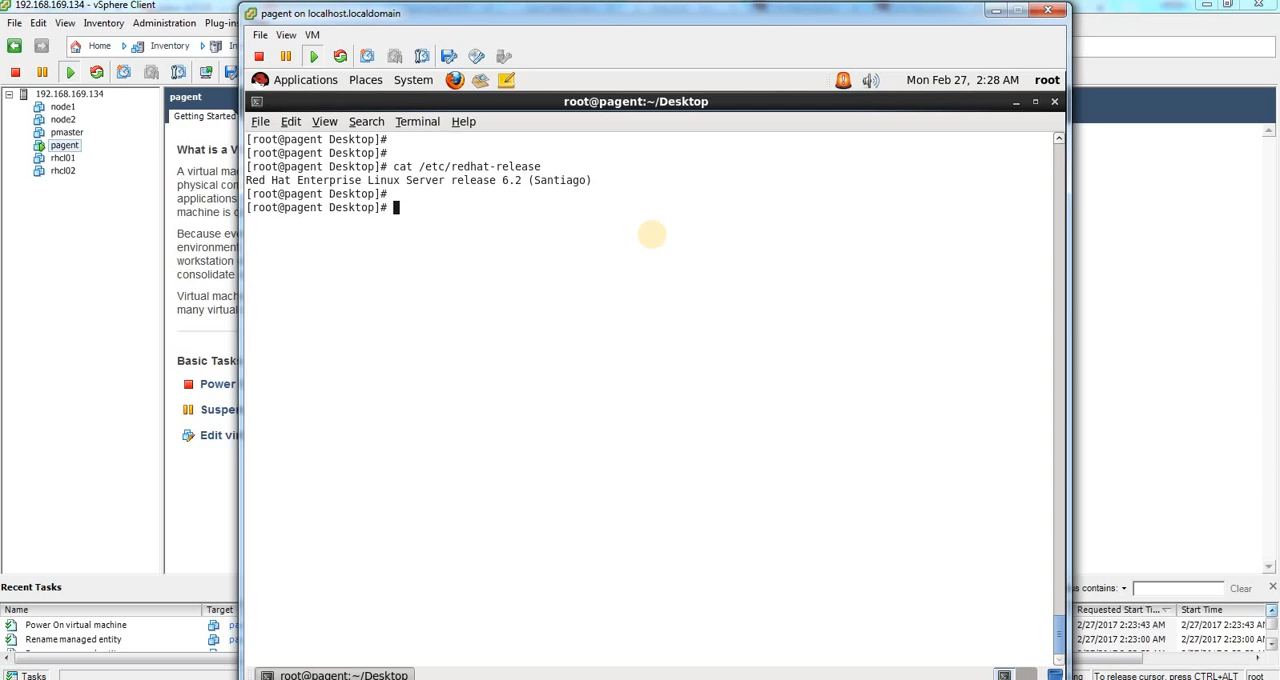 192.168.169.134 - vSphere Client
File Edit View Inventory Administration Plug-in
Home Inventory
192.168.169.134
node1
node2
pmaster
pagent
rhcl01
rhcl02
pagent
Getting Started
What is a V
A virtual ma
physical con
applications
machine is c
Because eve
environment
workstation
consolidate
Virtual mach
many virtua
Basic Task
Power
Suspe
Edit vi
pagent on localhost.localdomain
File View VM
Applications Places System Mon Feb 27, 2:28 AM root
root@pagent:~/Desktop
File Edit View Search Terminal Help
[root@pagent Desktop]#
[root@pagent Desktop]#
[root@pagent Desktop]# cat /etc/redhat-release
Red Hat Enterprise Linux Server release 6.2 (Santiago)
[root@pagent Desktop]#
[root@pagent Desktop]#
root@pagent:~/Desktop
Recent Tasks
contains: Clear
Name Target Requested Start Ti... Start Time
Power On virtual machine 2/27/2017 2:23:43 AM 2/27/2017 2:23:43 AM
Rename managed entity 2/27/2017 2:23:00 AM 2/27/2017 2:23:00 AM
Tasks
To release cursor, press CTRL+ALT root